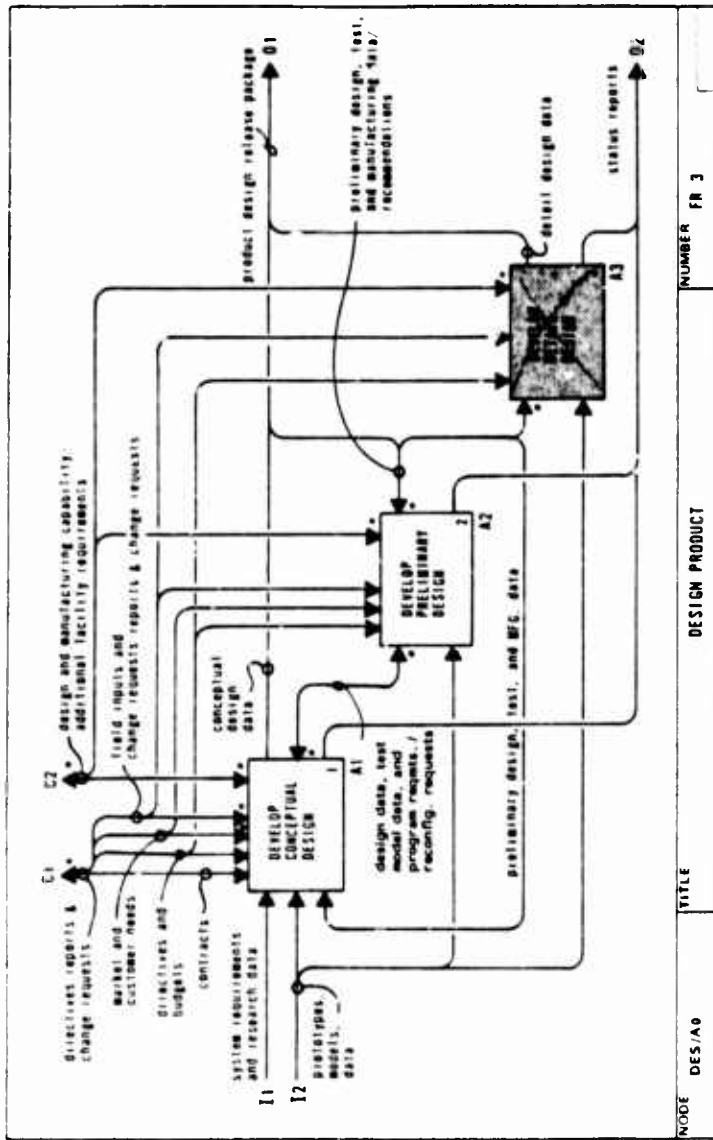 C1
C2
directives reports &
change requests
design and manufacturing capability;
additional facility requirements
field inputs and
change requests reports & change requests
market and
customer needs
directives and
budgets
contracts
system requirements
and research data
I1
I2
prototypes,
models,
data
DEVELOP
CONCEPTUAL
DESIGN
1
A1
conceptual
design
data
design data, test
model data, and
program reqmts./
reconfig. requests
DEVELOP
PRELIMINARY
DESIGN
2
A2
preliminary design, test, and MFG. data
product design release package
O1
preliminary design, test,
and manufacturing data/
recommendations
DESIGN
A3
detail design data
status reports
O2
NODE DES/A0
TITLE
DESIGN PRODUCT
NUMBER FR 3